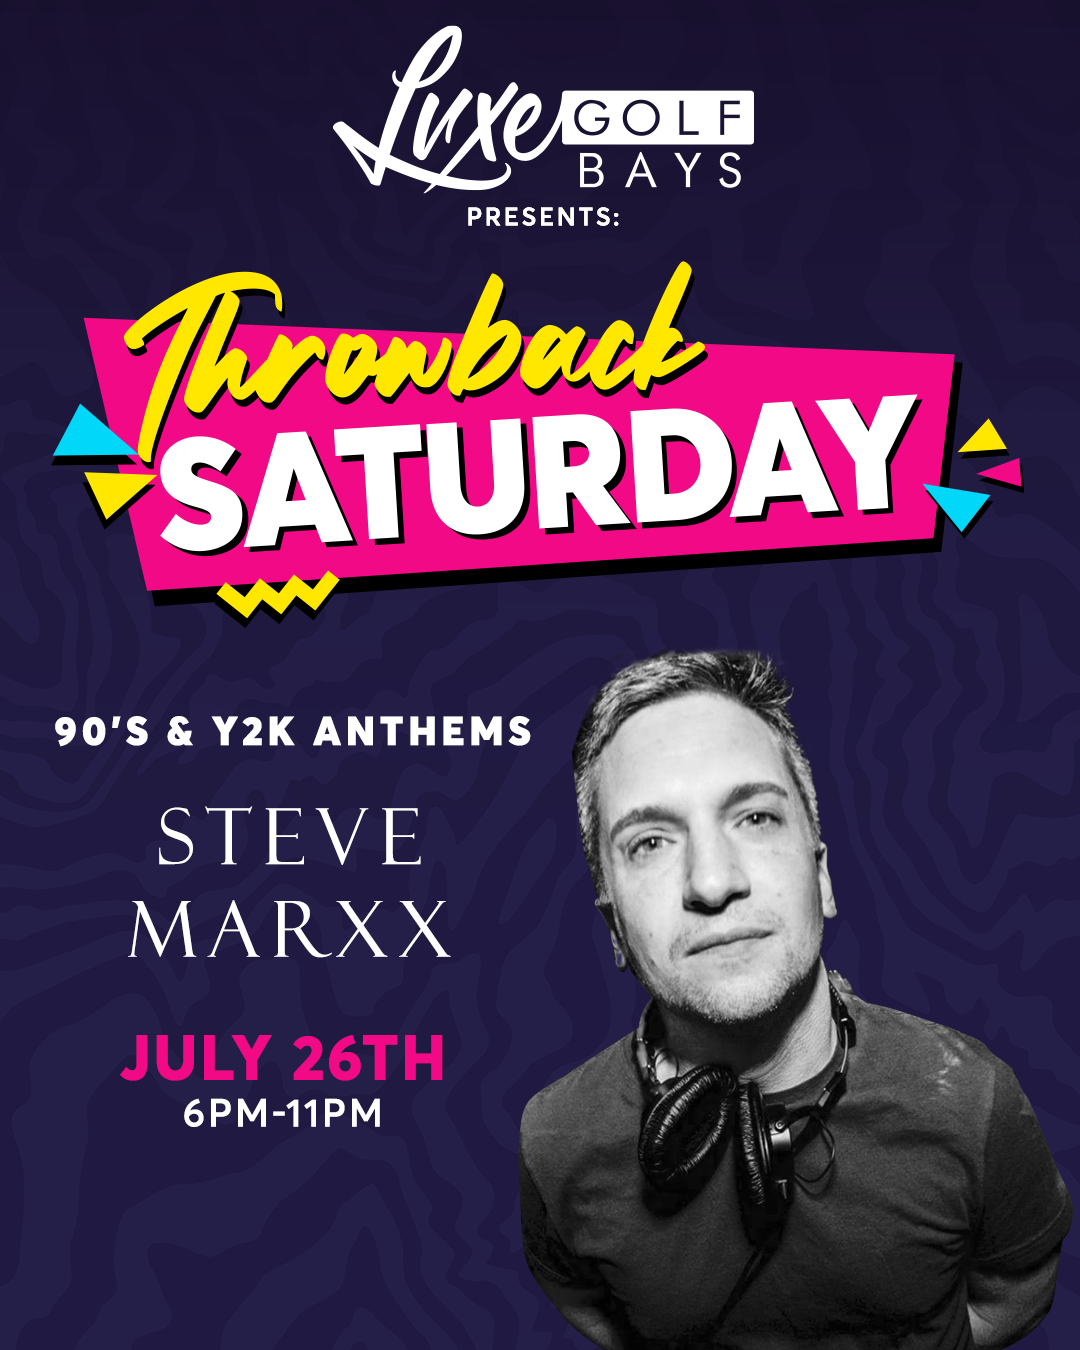 Luxe GOLF
BAYS
PRESENTS:
Throwback
SATURDAY
90'S & Y2K ANTHEMS
STEVE
MARXX
JULY 26TH
6PM-11PM